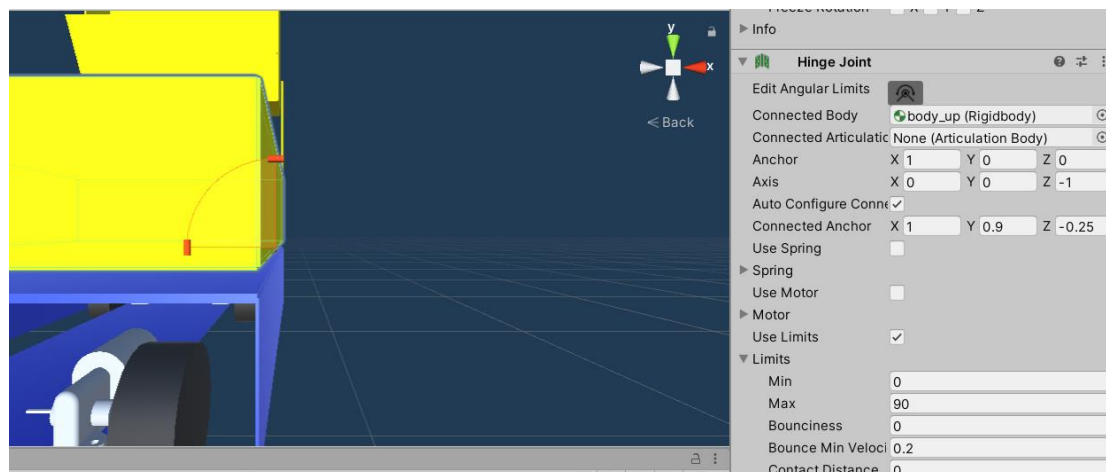 Freeze Rotation X Y Z
Info
Hinge Joint
Edit Angular Limits
Connected Body body_up (Rigidbody)
Connected Articulatic None (Articulation Body)
Anchor X 1 Y 0 Z 0
Axis X 0 Y 0 Z -1
Auto Configure Conne
Connected Anchor X 1 Y 0.9 Z -0.25
Use Spring
Spring
Use Motor
Motor
Use Limits
Limits
Min 0
Max 90
Bounciness 0
Bounce Min Veloci 0.2
Contact Distance 0
y
x
< Back